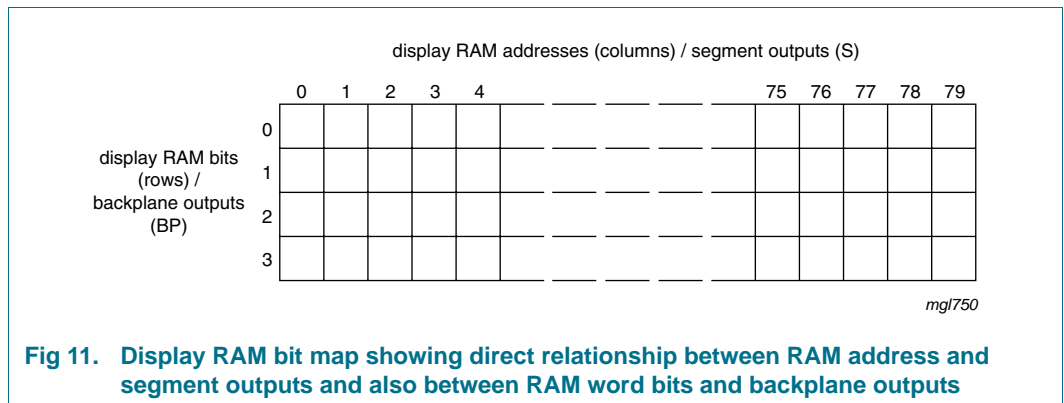 display RAM addresses (columns) / segment outputs (S)
0 1 2 3 4 75 76 77 78 79
0
display RAM bits
1
(rows) /
backplane outputs
2
(BP)
3
mgl750
Fig 11. Display RAM bit map showing direct relationship between RAM address and
segment outputs and also between RAM word bits and backplane outputs